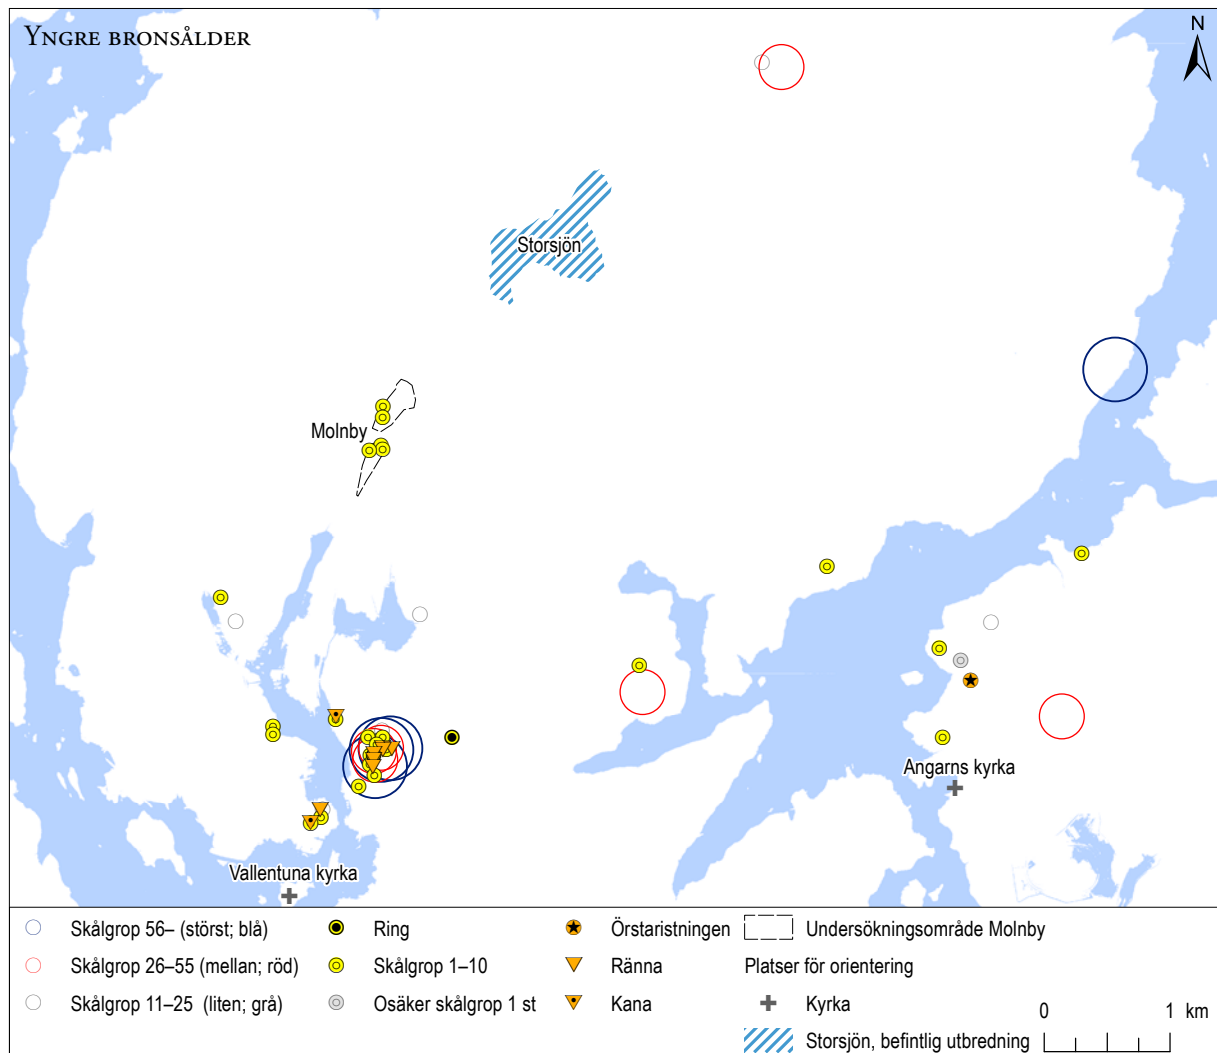 Yngre bronsålder
N
Storsjön
Molnby
Angarns kyrka
Vallentuna kyrka
Skålgrop 56– (störst; blå)
Skålgrop 26–55 (mellan; röd)
Skålgrop 11–25 (liten; grå)
Ring
Skålgrop 1–10
Osäker skålgrop 1 st
Örstaristningen
Ränna
Kana
Undersökningsområde Molnby
Platser för orientering
Kyrka
Storsjön, befintlig utbredning
0 1 km